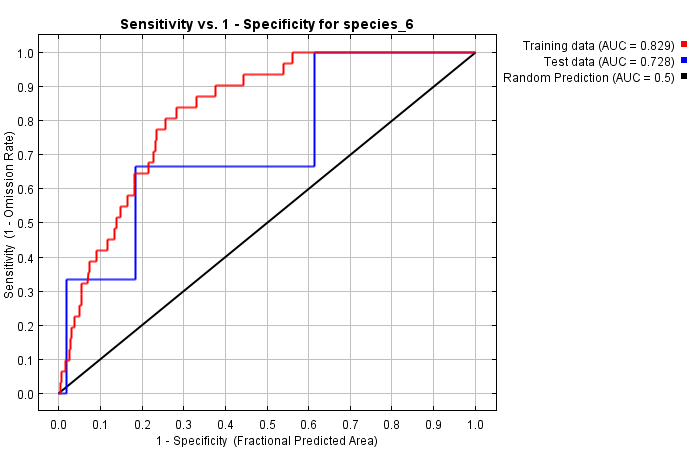 Sensitivity vs. 1 - Specificity for species_6
Training data (AUC = 0.829)
Test data (AUC = 0.728)
Random Prediction (AUC = 0.5)
Sensitivity (1 - Omission Rate)
1.0
0.9
0.8
0.7
0.6
0.5
0.4
0.3
0.2
0.1
0.0
0.0 0.1 0.2 0.3 0.4 0.5 0.6 0.7 0.8 0.9 1.0
1 - Specificity (Fractional Predicted Area)